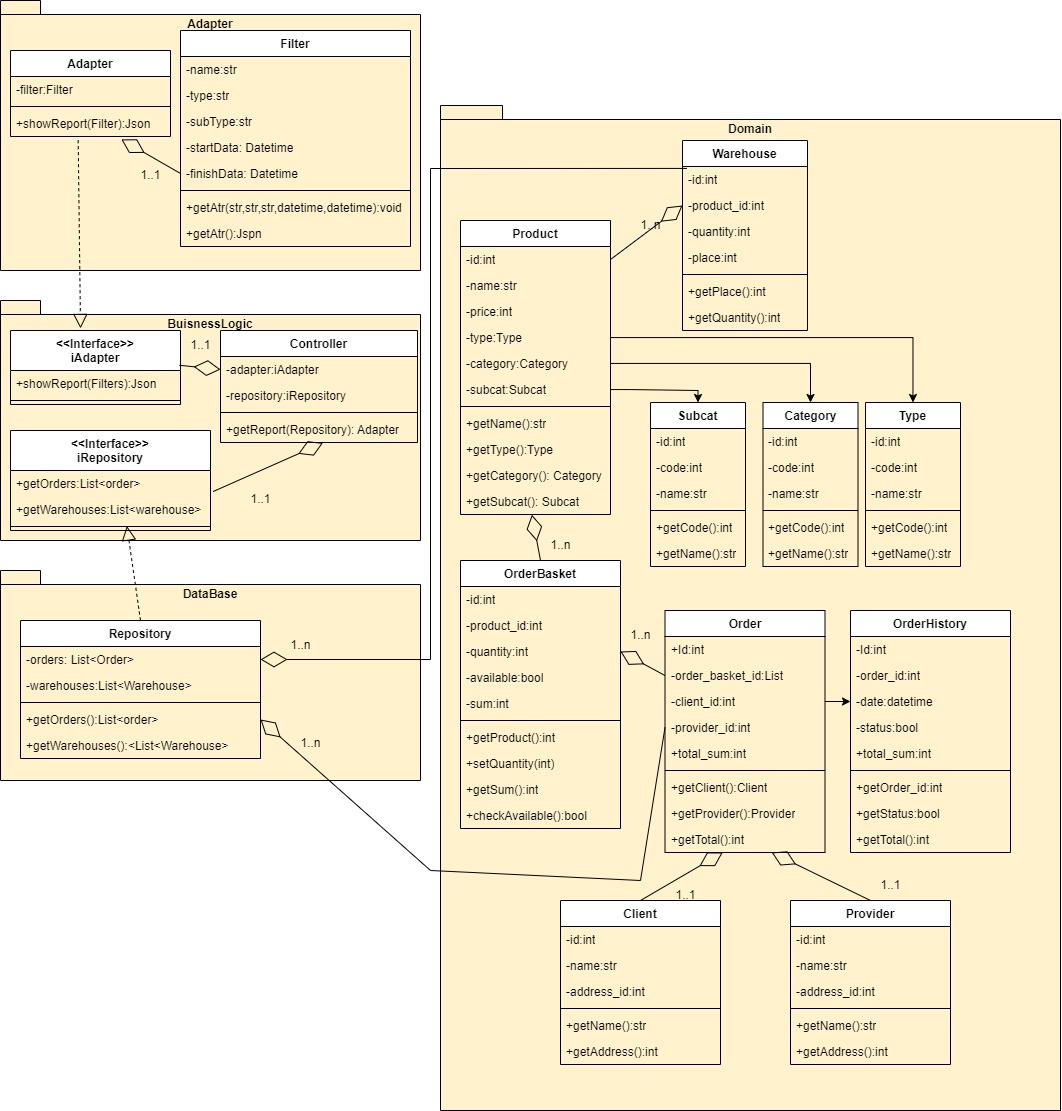 Adapter
Adapter
-filter:Filter
+showReport(Filter):Json
1..1
Filter
-name:str
-type:str
-subType:str
-startData: Datetime
-finishData: Datetime
+getAtr(str,str,str,datetime,datetime):void
+getAtr():Jspn
BuisnessLogic
<<Interface>>
iAdapter
+showReport(Filters):Json
1..1
Controller
-adapter:iAdapter
-repository:iRepository
+getReport(Repository): Adapter
<<Interface>>
iRepository
+getOrders:List<order>
+getWarehouses:List<warehouse>
1..1
DataBase
Repository
-orders: List<Order>
-warehouses:List<Warehouse>
+getOrders():List<order>
+getWarehouses():<List<Warehouse>
1..n
1..n
Domain
Warehouse
-id:int
-product_id:int
-quantity:int
-place:int
+getPlace():int
+getQuantity():int
1..n
Product
-id:int
-name:str
-price:int
-type:Type
-category:Category
-subcat:Subcat
+getName():str
+getType():Type
+getCategory(): Category
+getSubcat(): Subcat
1..n
Subcat
-id:int
-code:int
-name:str
+getCode():int
+getName():str
Category
-id:int
-code:int
-name:str
+getCode():int
+getName():str
Type
-id:int
-code:int
-name:str
+getCode():int
+getName():str
OrderBasket
-id:int
-product_id:int
-quantity:int
-available:bool
-sum:int
+getProduct():int
+setQuantity(int)
+getSum():int
+checkAvailable():bool
1..n
Order
+Id:int
-order_basket_id:List
-client_id:int
-provider_id:int
+total_sum:int
+getClient():Client
+getProvider():Provider
+getTotal():int
OrderHistory
-Id:int
-order_id:int
-date:datetime
-status:bool
+total_sum:int
+getOrder_id:int
+getStatus:bool
+getTotal():int
1..1
1..1
Client
-id:int
-name:str
-address_id:int
+getName():str
+getAddress():int
Provider
-id:int
-name:str
-address_id:int
+getName():str
+getAddress():int